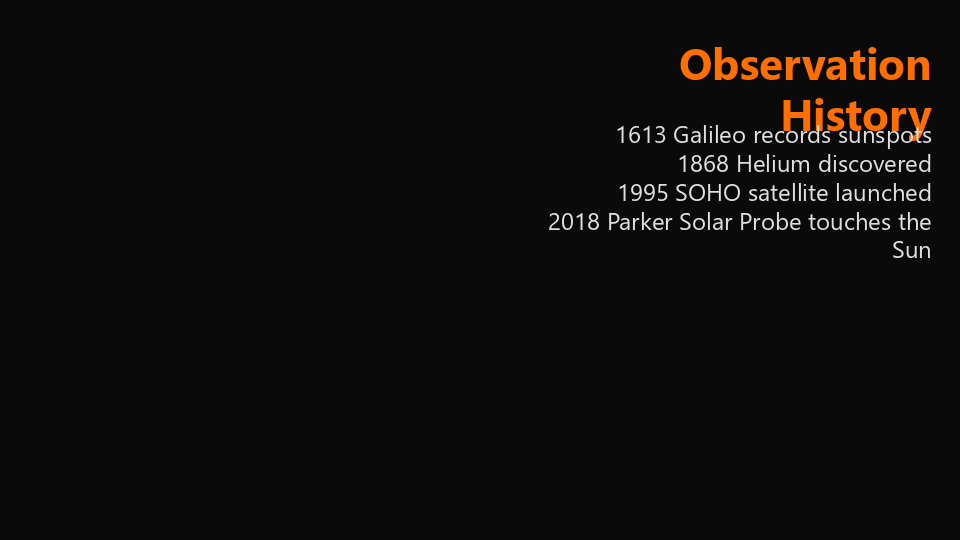 Observation
History
1613 Galileo records sunspots
1868 Helium discovered
1995 SOHO satellite launched
2018 Parker Solar Probe touches the
Sun